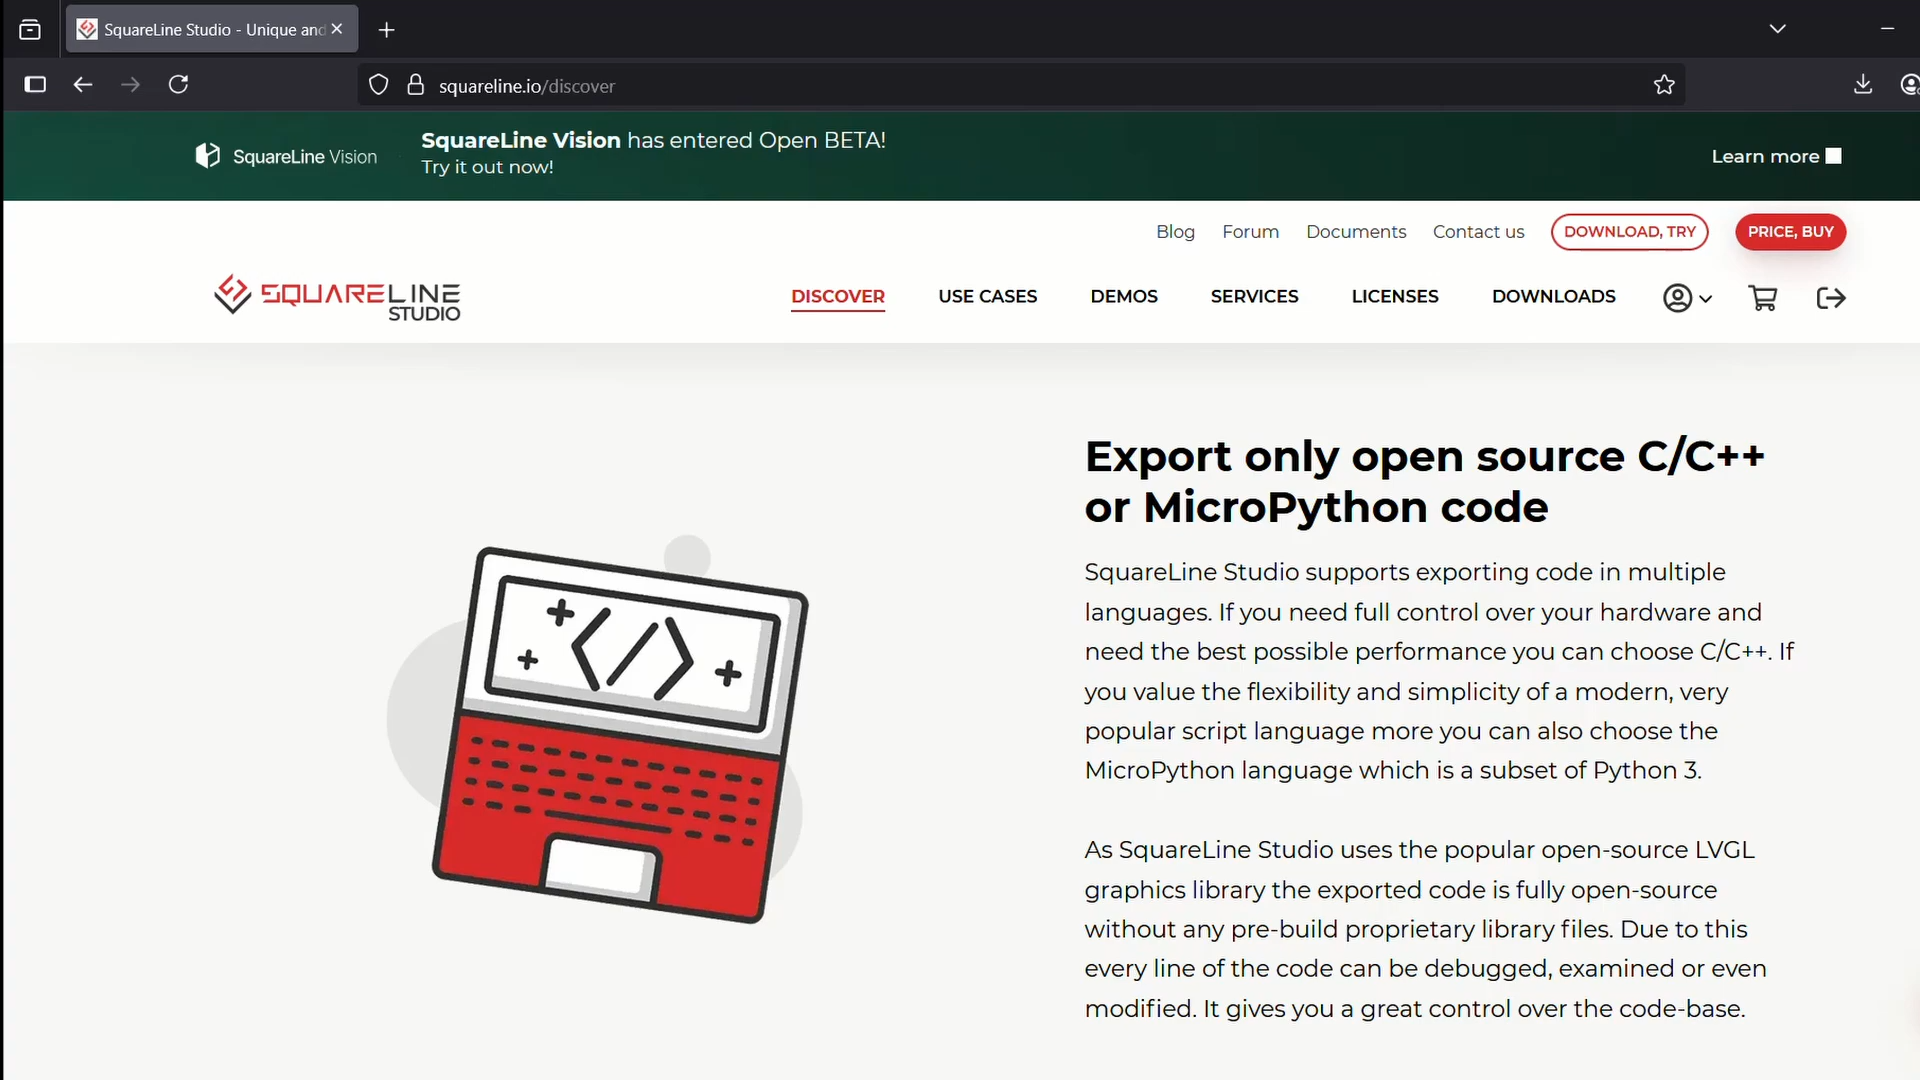 SquareLine Studio - Unique and
squareline.io/discover
SquareLine Vision
SquareLine Vision has entered Open BETA!
Try it out now!
Learn more
Blog
Forum
Documents
Contact us
DOWNLOAD, TRY
PRICE, BUY
SQUARELINE
STUDIO
DISCOVER
USE CASES
DEMOS
SERVICES
LICENSES
DOWNLOADS
Export only open source C/C++
or MicroPython code
SquareLine Studio supports exporting code in multiple
languages. If you need full control over your hardware and
need the best possible performance you can choose C/C++. If
you value the flexibility and simplicity of a modern, very
popular script language more you can also choose the
MicroPython language which is a subset of Python 3.
As SquareLine Studio uses the popular open-source LVGL
graphics library the exported code is fully open-source
without any pre-build proprietary library files. Due to this
every line of the code can be debugged, examined or even
modified. It gives you a great control over the code-base.